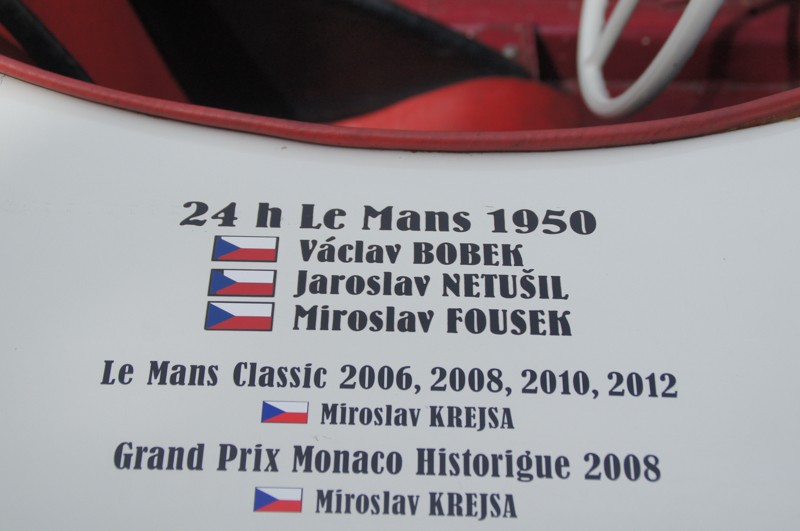 24 h Le Mans 1950
Václav BOBEK
Jaroslav NETUŠIL
Miroslav FOUSEK
Le Mans Classic 2006, 2008, 2010, 2012
Miroslav KREJSA
Grand Prix Monaco Historigue 2008
Miroslav KREJSA